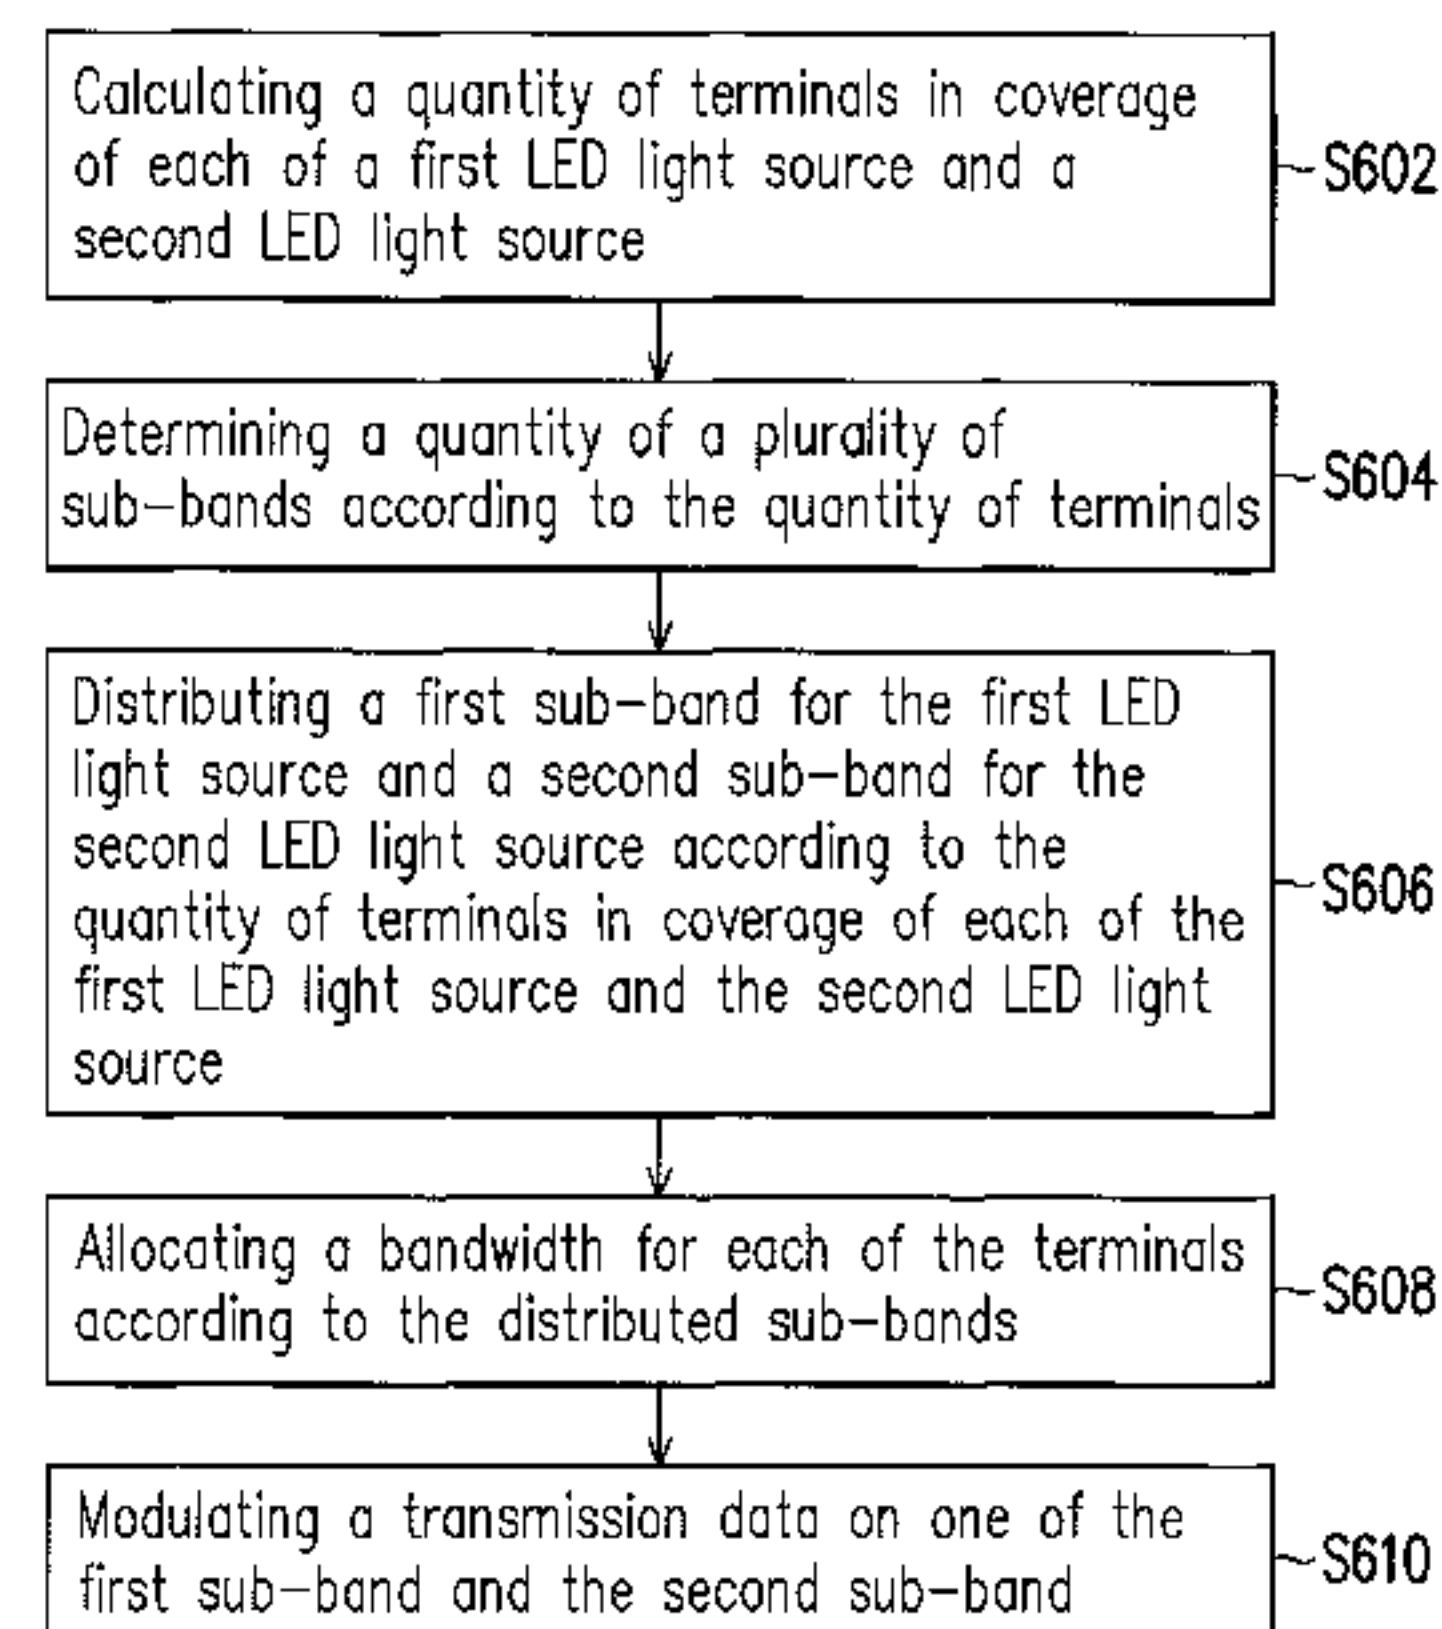 Calculating a quantity of terminals in coverage
of each of a first LED light source and a
second LED light source
S602
Determining a quantity of a plurality of
sub-bands according to the quantity of terminals
S604
Distributing a first sub-band for the first LED
light source and a second sub-band for the
second LED light source according to the
quantity of terminals in coverage of each of the
first LED light source and the second LED light
source
S606
Allocating a bandwidth for each of the terminals
according to the distributed sub-bands
S608
Modulating a transmission data on one of the
first sub-band and the second sub-band
S610